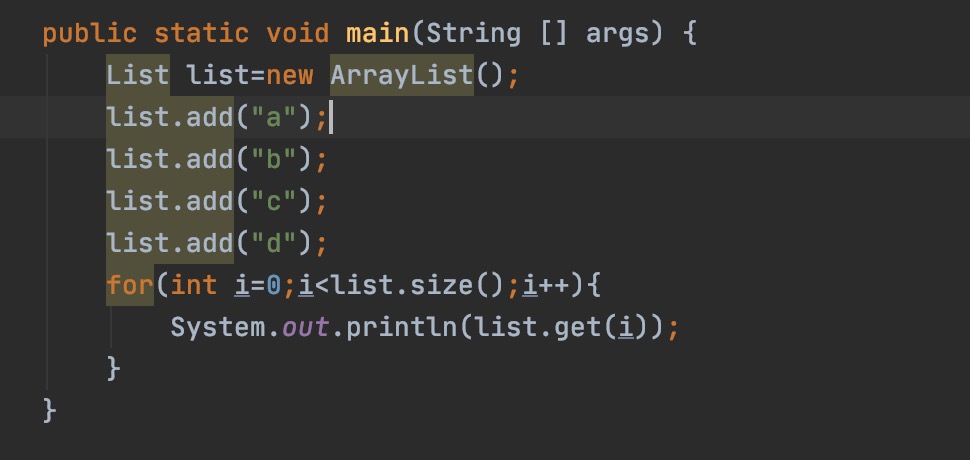 public static void main(String [] args) {
    List list=new ArrayList();
    list.add("a");
    list.add("b");
    list.add("c");
    list.add("d");
    for(int i=0;i<list.size();i++){
        System.out.println(list.get(i));
    }
}